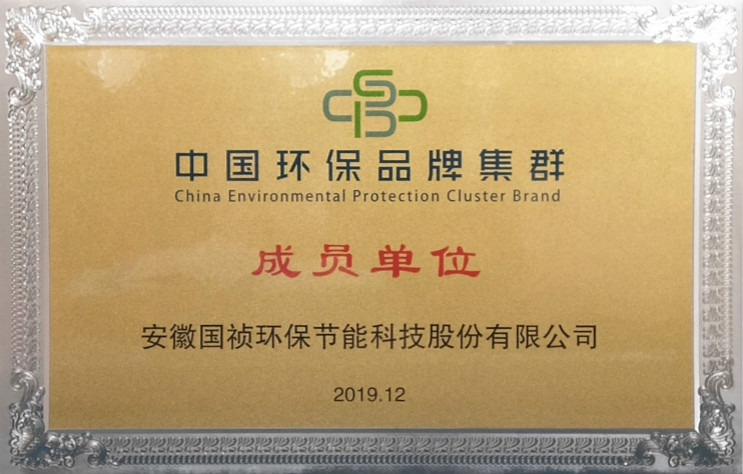 中国环保品牌集群
China Environmental Protection Cluster Brand
成员单位
安徽国祯环保节能科技股份有限公司
2019.12